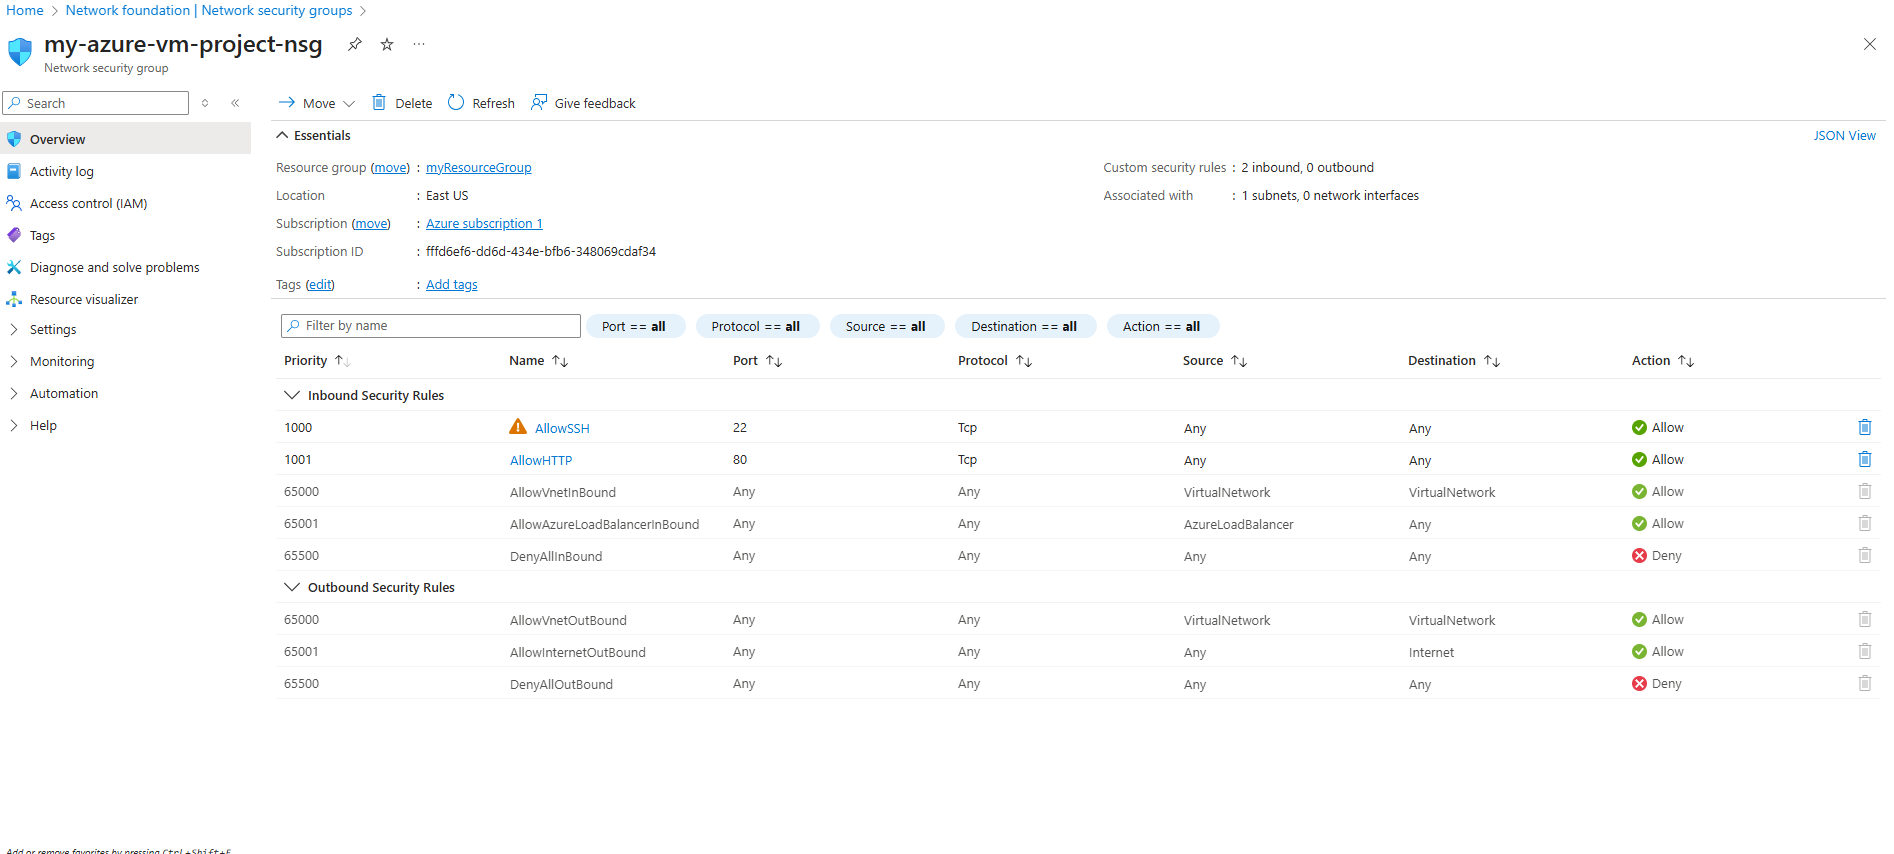 Home > Network foundation | Network security groups >
my-azure-vm-project-nsg
Network security group
Search
Move Delete Refresh Give feedback
Overview
Activity log
Access control (IAM)
Tags
Diagnose and solve problems
Resource visualizer
Settings
Monitoring
Automation
Help
Essentials JSON View
Resource group (move) : myResourceGroup
Location : East US
Subscription (move) : Azure subscription 1
Subscription ID : fffd6ef6-dd6d-434e-bfb6-348069cdaf34
Tags (edit) : Add tags
Custom security rules : 2 inbound, 0 outbound
Associated with : 1 subnets, 0 network interfaces
Filter by name Port == all Protocol == all Source == all Destination == all Action == all
Priority Name Port Protocol Source Destination Action
Inbound Security Rules
1000 AllowSSH 22 Tcp Any Any Allow
1001 AllowHTTP 80 Tcp Any Any Allow
65000 AllowVnetInBound Any Any VirtualNetwork VirtualNetwork Allow
65001 AllowAzureLoadBalancerInBound Any Any AzureLoadBalancer Any Allow
65500 DenyAllInBound Any Any Any Any Deny
Outbound Security Rules
65000 AllowVnetOutBound Any Any VirtualNetwork VirtualNetwork Allow
65001 AllowInternetOutBound Any Any Any Internet Allow
65500 DenyAllOutBound Any Any Any Any Deny
Add or remove favorites by pressing Ctrl+Shift+F